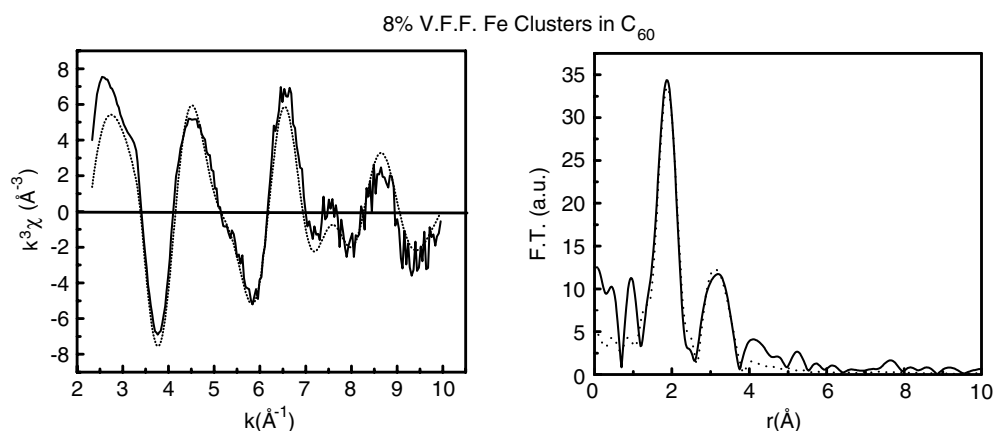 8% V.F.F. Fe Clusters in C60
k³χ (Å⁻³)
8
6
4
2
0
-2
-4
-6
-8
2 3 4 5 6 7 8 9 10
k(Å⁻¹)
F.T. (a.u.)
35
30
25
20
15
10
5
0
0 2 4 6 8 10
r(Å)